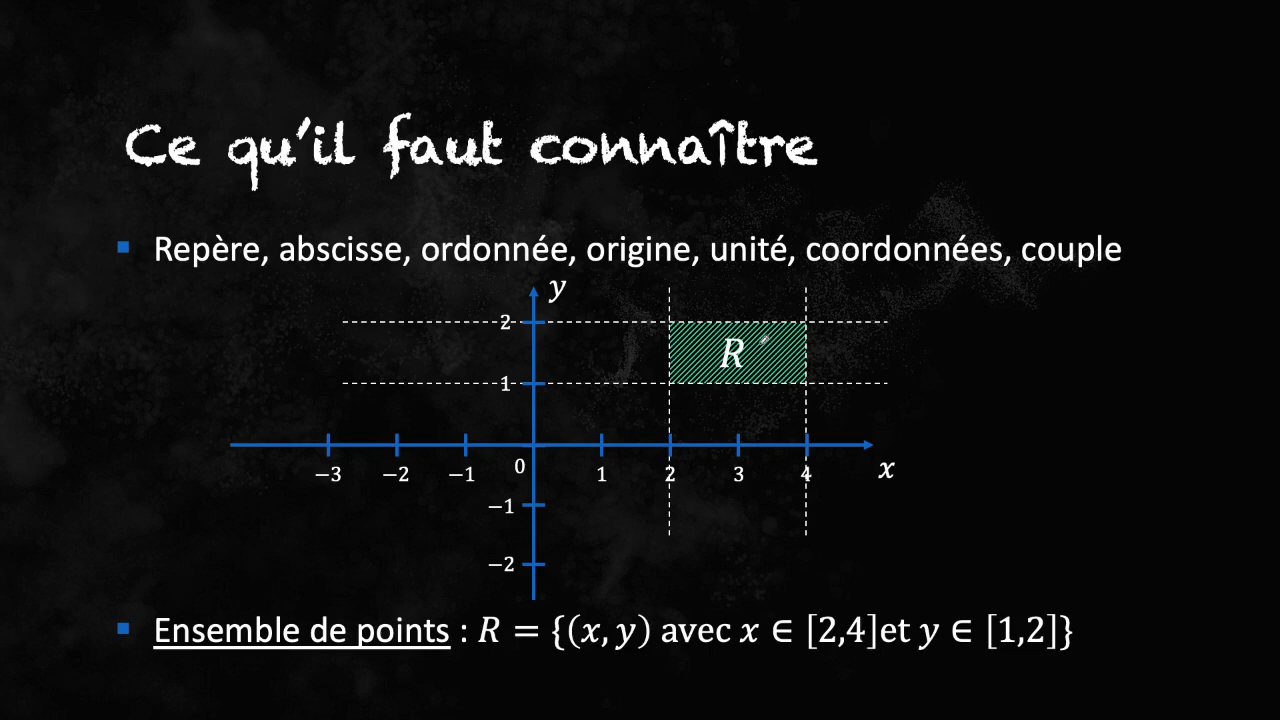 Ce qu'il faut connaître
Repère, abscisse, ordonnée, origine, unité, coordonnées, couple
y
2
R
1
−3 −2 −1 0 1 2 3 4 x
−1
−2
Ensemble de points : R = {(x, y) avec x ∈ [2,4]et y ∈ [1,2]}